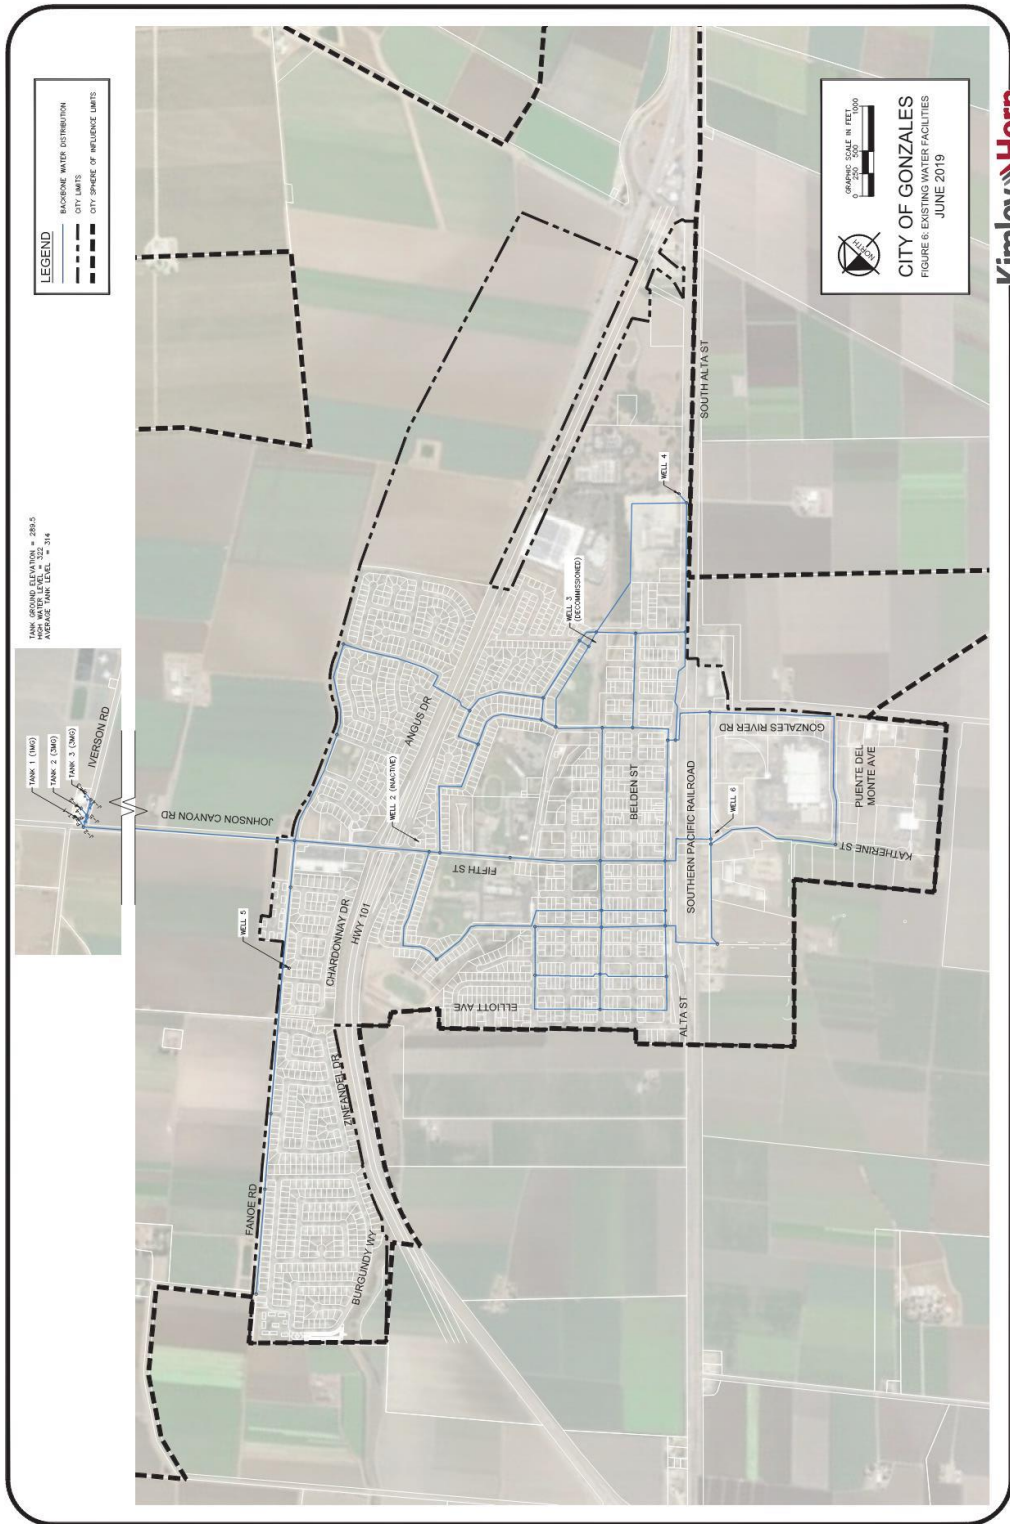 LEGEND
BACKBONE WATER DISTRIBUTION
CITY LIMITS
CITY SPHERE OF INFLUENCE LIMITS
TANK GROUND ELEVATION = 289.5
HIGH WATER LEVEL = 322
AVERAGE TANK LEVEL = 314
TANK 1 (1MG)
TANK 2 (3MG)
TANK 3 (3MG)
IVERSON RD
JOHNSON CANYON RD
WELL 5
WELL 2 (INACTIVE)
FANOE RD
CHARDONNAY DR
HWY 101
ANGUS DR
ZINFANDEL DR
BURGUNDY WY
FIFTH ST
ELLIOTT AVE
WELL 3
(DECOMMISSIONED)
BELDEN ST
WELL 4
ALTA ST
SOUTHERN PACIFIC RAILROAD
SOUTH ALTA ST
WELL 6
GONZALES RIVER RD
KATHERINE ST
PUENTE DEL
MONTE AVE
NORTH
GRAPHIC SCALE IN FEET
0 250 500 1000
CITY OF GONZALES
FIGURE 6: EXISTING WATER FACILITIES
JUNE 2019
Kimley»Horn